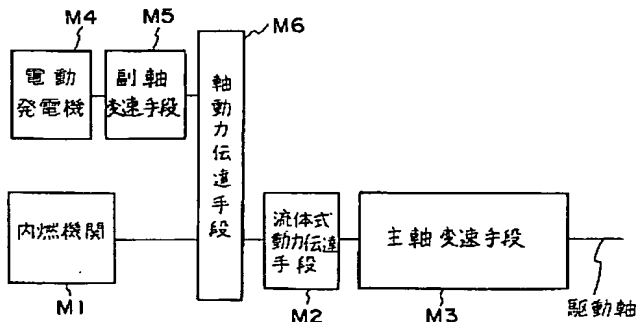 M4
M5
M6
電動
発電機
副軸
変速手段
軸動力伝達手段
内燃機関
流体式
動力伝達
手段
主軸変速手段
M1
M2
M3
駆動軸